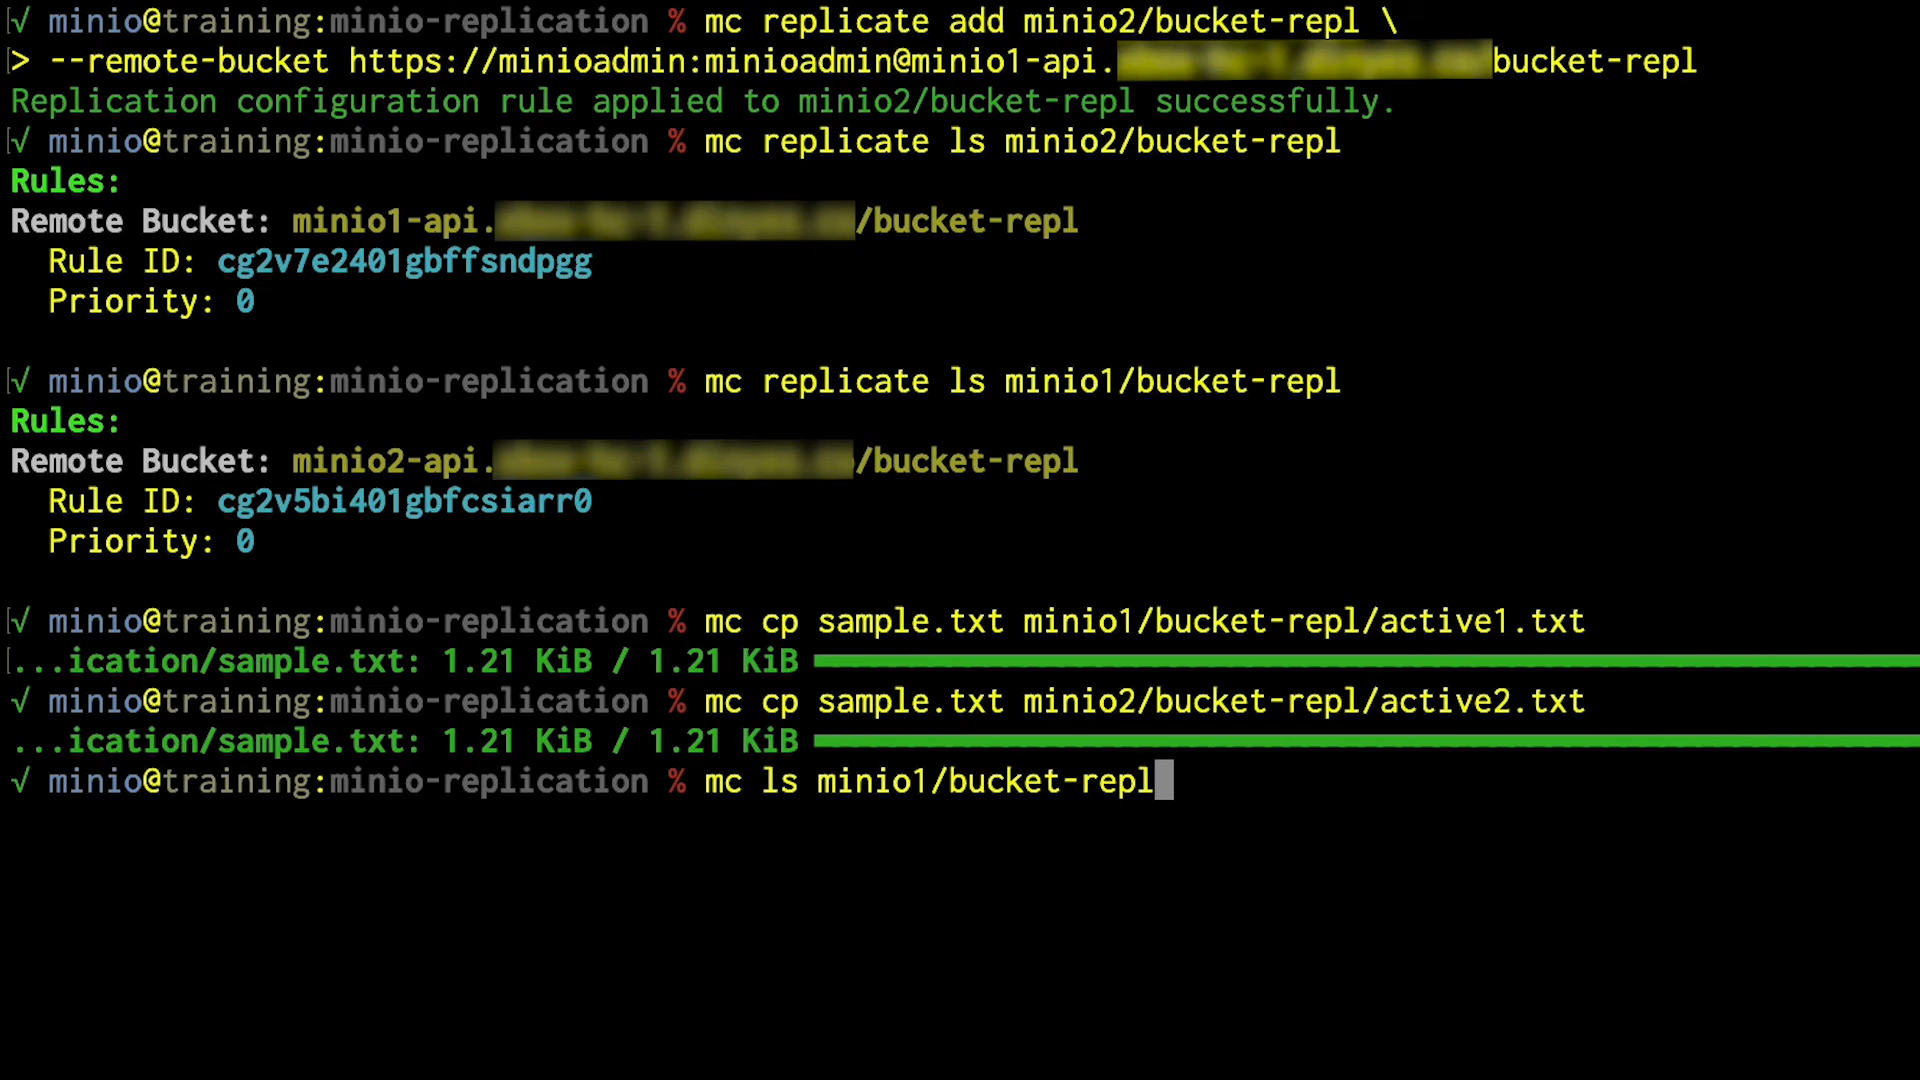 √ minio@training:minio-replication % mc replicate add minio2/bucket-repl \
> --remote-bucket https://minioadmin:minioadmin@minio1-api. bucket-repl
Replication configuration rule applied to minio2/bucket-repl successfully.
√ minio@training:minio-replication % mc replicate ls minio2/bucket-repl
Rules:
Remote Bucket: minio1-api. /bucket-repl
Rule ID: cg2v7e2401gbffsndpgg
Priority: 0
√ minio@training:minio-replication % mc replicate ls minio1/bucket-repl
Rules:
Remote Bucket: minio2-api. /bucket-repl
Rule ID: cg2v5bi401gbfcsiarr0
Priority: 0
√ minio@training:minio-replication % mc cp sample.txt minio1/bucket-repl/active1.txt
...ication/sample.txt: 1.21 KiB / 1.21 KiB
√ minio@training:minio-replication % mc cp sample.txt minio2/bucket-repl/active2.txt
...ication/sample.txt: 1.21 KiB / 1.21 KiB
√ minio@training:minio-replication % mc ls minio1/bucket-repl